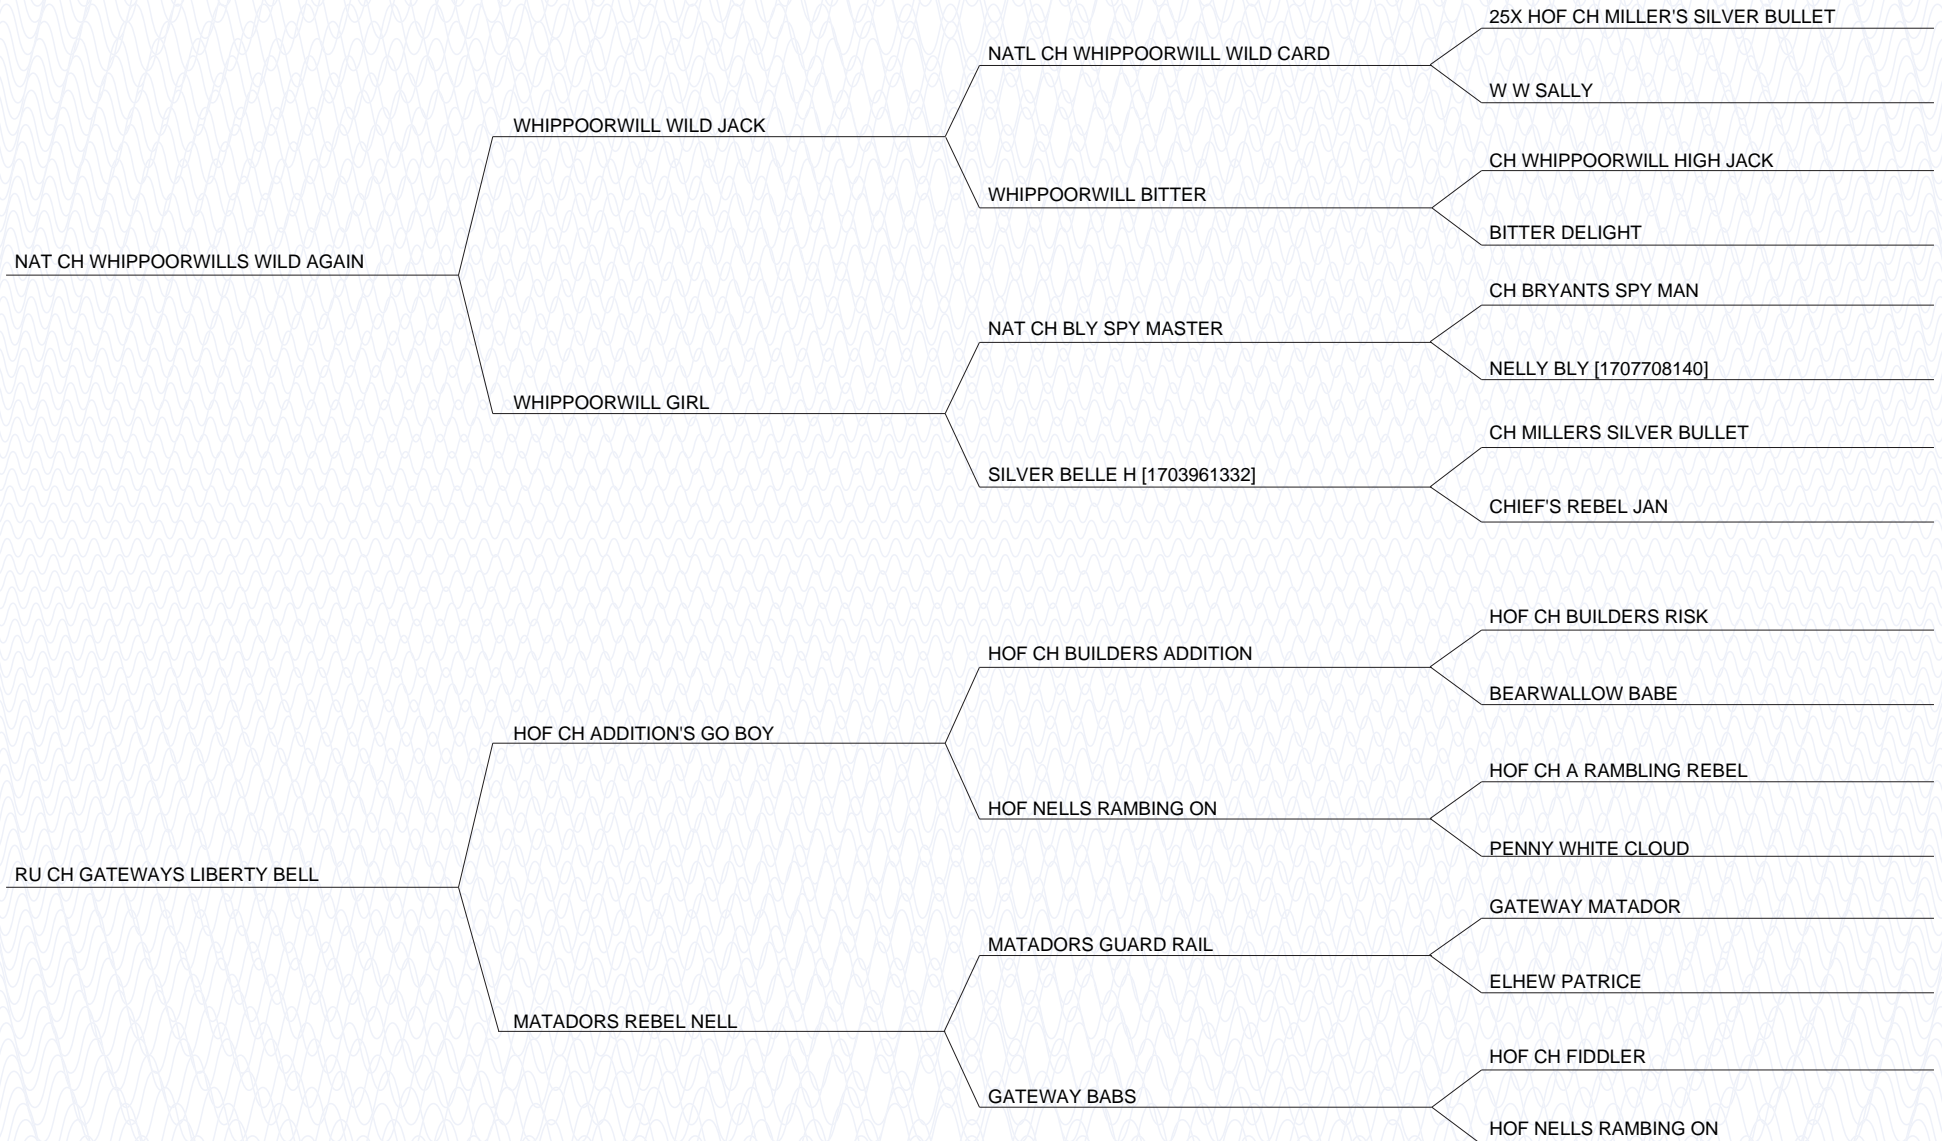 25X HOF CH MILLER'S SILVER BULLET
NATL CH WHIPPOORWILL WILD CARD
W W SALLY
WHIPPOORWILL WILD JACK
CH WHIPPOORWILL HIGH JACK
WHIPPOORWILL BITTER
BITTER DELIGHT
NAT CH WHIPPOORWILLS WILD AGAIN
CH BRYANTS SPY MAN
NAT CH BLY SPY MASTER
NELLY BLY [1707708140]
WHIPPOORWILL GIRL
CH MILLERS SILVER BULLET
SILVER BELLE H [1703961332]
CHIEF'S REBEL JAN
HOF CH BUILDERS RISK
HOF CH BUILDERS ADDITION
BEARWALLOW BABE
HOF CH ADDITION'S GO BOY
HOF CH A RAMBLING REBEL
HOF NELLS RAMBING ON
PENNY WHITE CLOUD
RU CH GATEWAYS LIBERTY BELL
GATEWAY MATADOR
MATADORS GUARD RAIL
ELHEW PATRICE
MATADORS REBEL NELL
HOF CH FIDDLER
GATEWAY BABS
HOF NELLS RAMBING ON